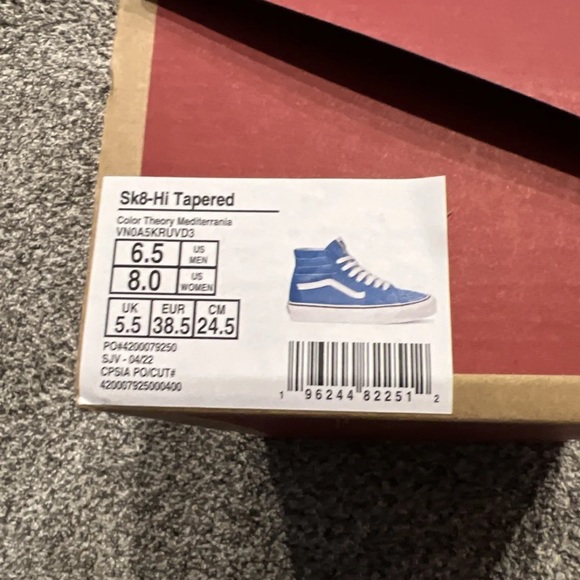 Sk8-Hi Tapered
Color Theory Mediterrania
VN0A5KRUVD3
6.5 US MEN
8.0 US WOMEN
UK EUR CM
5.5 38.5 24.5
PO#4200079250
SJV - 04/22
CPSIA PO/CUT#
420007925000400
1 96244 82251 2